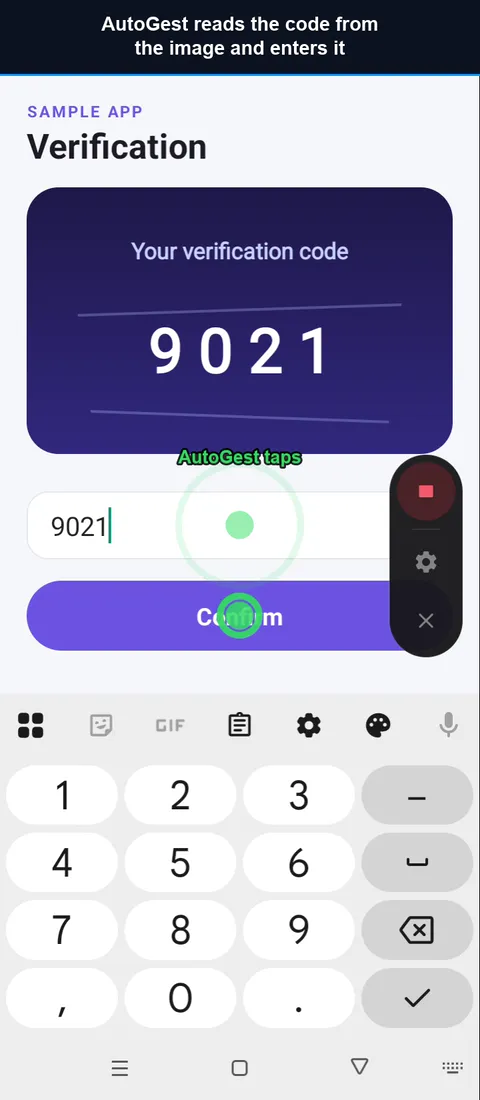 AutoGest reads the code from
the image and enters it
SAMPLE APP
Verification
Your verification code
9021
AutoGest taps
9021
Confirm
GIF
1 2 3 –
4 5 6
7 8 9
, 0 .